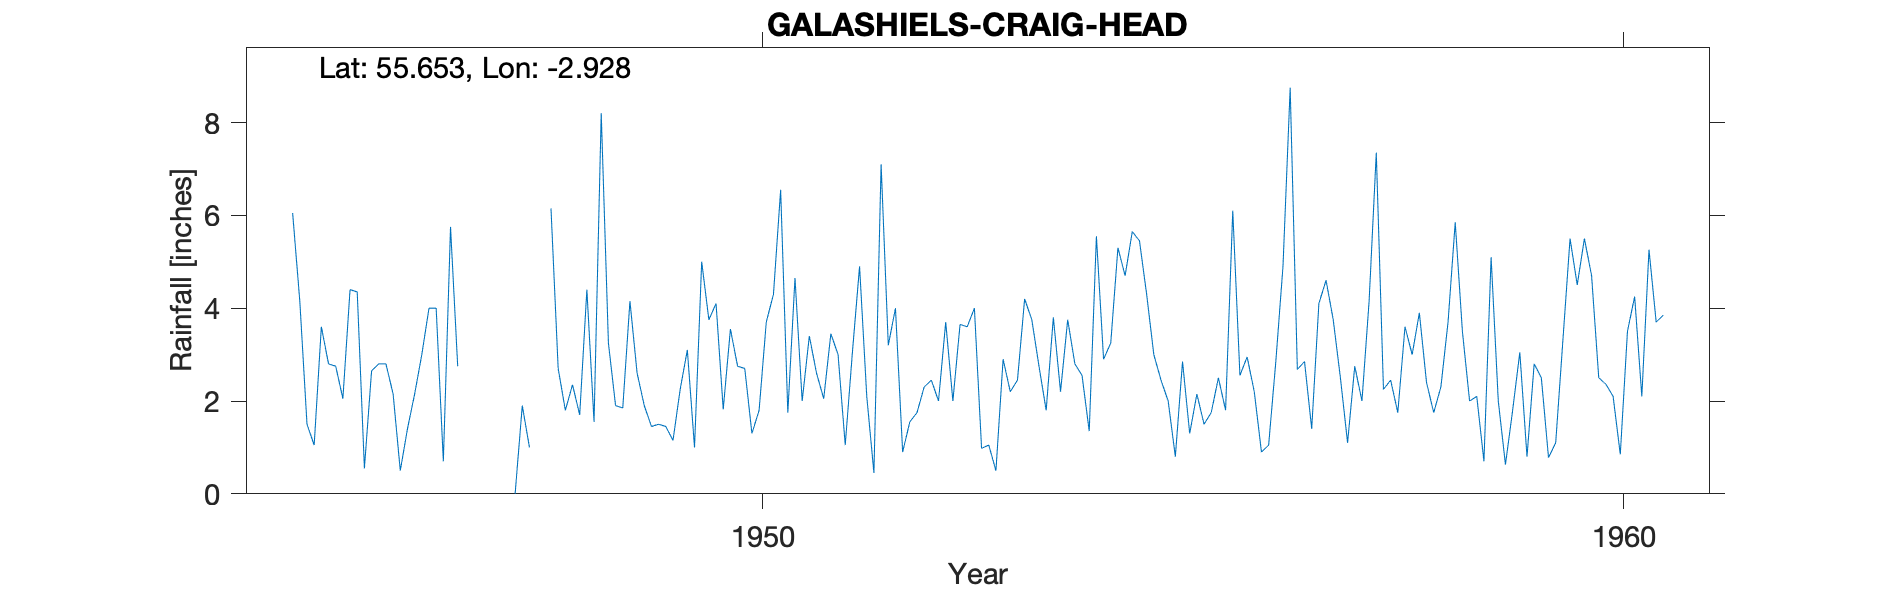 GALASHIELS-CRAIG-HEAD
Lat: 55.653, Lon: -2.928
Rainfall [inches]
8
6
4
2
0
1950
1960
Year